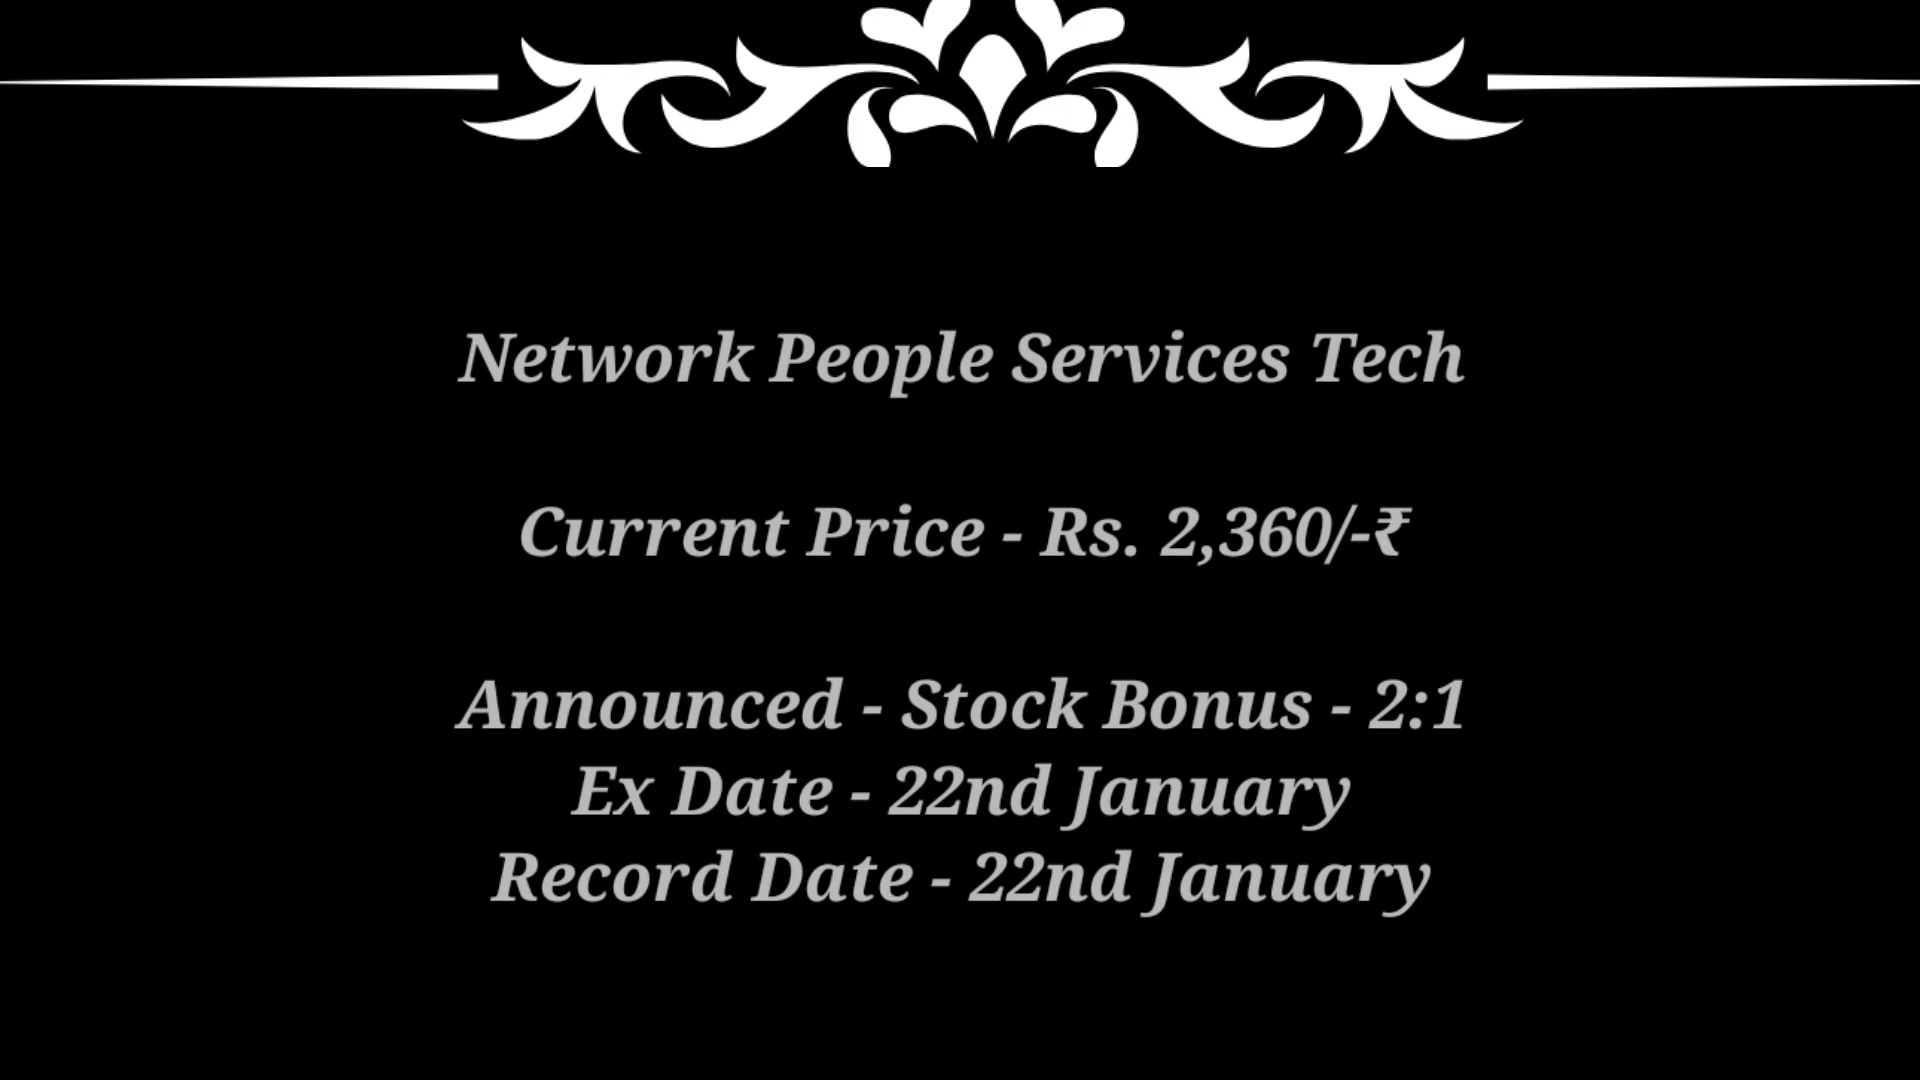 Network People Services Tech
Current Price - Rs. 2,360/-₹
Announced - Stock Bonus - 2:1
Ex Date - 22nd January
Record Date - 22nd January